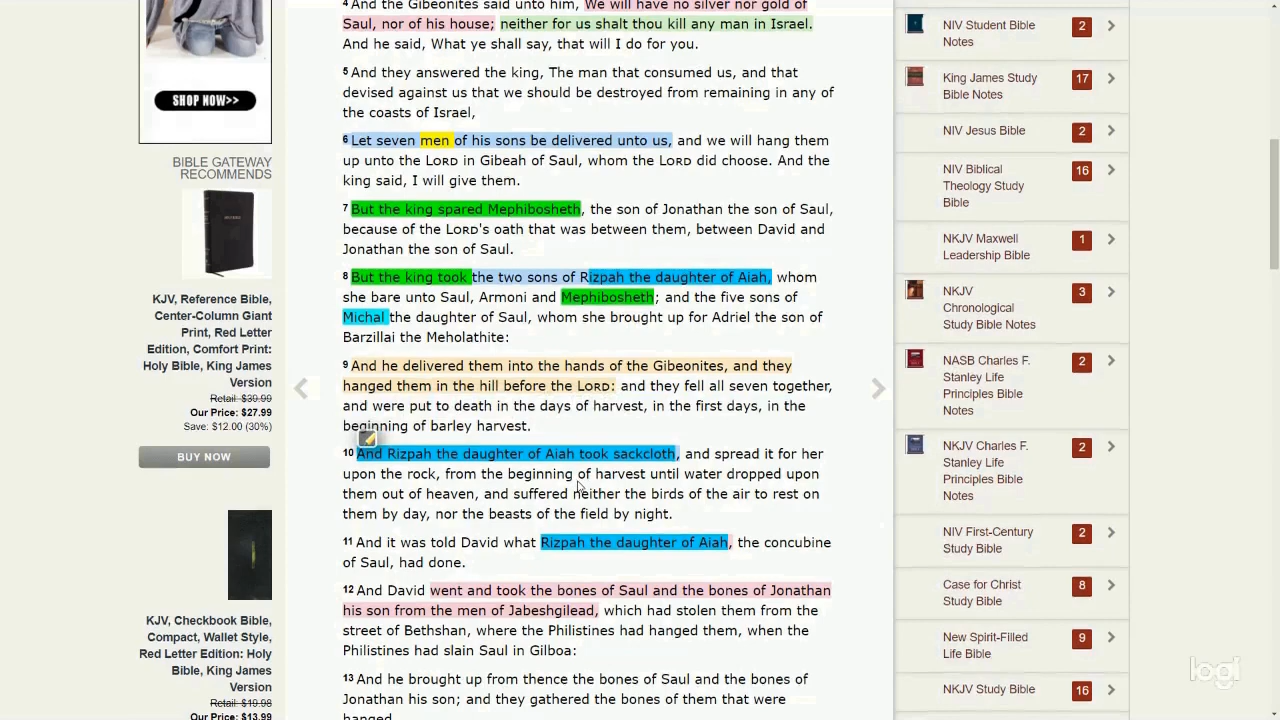 SHOP NOW>>
BIBLE GATEWAY
RECOMMENDS
KJV, Reference Bible,
Center-Column Giant
Print, Red Letter
Edition, Comfort Print:
Holy Bible, King James
Version
Retail: $39.99
Our Price: $27.99
Save: $12.00 (30%)
BUY NOW
KJV, Checkbook Bible,
Compact, Wallet Style,
Red Letter Edition: Holy
Bible, King James
Version
Retail: $19.98
Our Price: $13.99
4 And the Gibeonites said unto him, We will have no silver nor gold of
Saul, nor of his house; neither for us shalt thou kill any man in Israel.
And he said, What ye shall say, that will I do for you.
5 And they answered the king, The man that consumed us, and that
devised against us that we should be destroyed from remaining in any of
the coasts of Israel,
6 Let seven men of his sons be delivered unto us, and we will hang them
up unto the LORD in Gibeah of Saul, whom the LORD did choose. And the
king said, I will give them.
7 But the king spared Mephibosheth, the son of Jonathan the son of Saul,
because of the LORD's oath that was between them, between David and
Jonathan the son of Saul.
8 But the king took the two sons of Rizpah the daughter of Aiah, whom
she bare unto Saul, Armoni and Mephibosheth; and the five sons of
Michal the daughter of Saul, whom she brought up for Adriel the son of
Barzillai the Meholathite:
9 And he delivered them into the hands of the Gibeonites, and they
hanged them in the hill before the LORD: and they fell all seven together,
and were put to death in the days of harvest, in the first days, in the
beginning of barley harvest.
10 And Rizpah the daughter of Aiah took sackcloth, and spread it for her
upon the rock, from the beginning of harvest until water dropped upon
them out of heaven, and suffered neither the birds of the air to rest on
them by day, nor the beasts of the field by night.
11 And it was told David what Rizpah the daughter of Aiah, the concubine
of Saul, had done.
12 And David went and took the bones of Saul and the bones of Jonathan
his son from the men of Jabeshgilead, which had stolen them from the
street of Bethshan, where the Philistines had hanged them, when the
Philistines had slain Saul in Gilboa:
13 And he brought up from thence the bones of Saul and the bones of
Jonathan his son; and they gathered the bones of them that were
hanged.
NIV Student Bible
Notes
2
King James Study
Bible Notes
17
NIV Jesus Bible
2
NIV Biblical
Theology Study
Bible
16
NKJV Maxwell
Leadership Bible
1
NKJV
Chronological
Study Bible Notes
3
NASB Charles F.
Stanley Life
Principles Bible
Notes
2
NKJV Charles F.
Stanley Life
Principles Bible
Notes
2
NIV First-Century
Study Bible
2
Case for Christ
Study Bible
8
New Spirit-Filled
Life Bible
9
NKJV Study Bible
16
logi